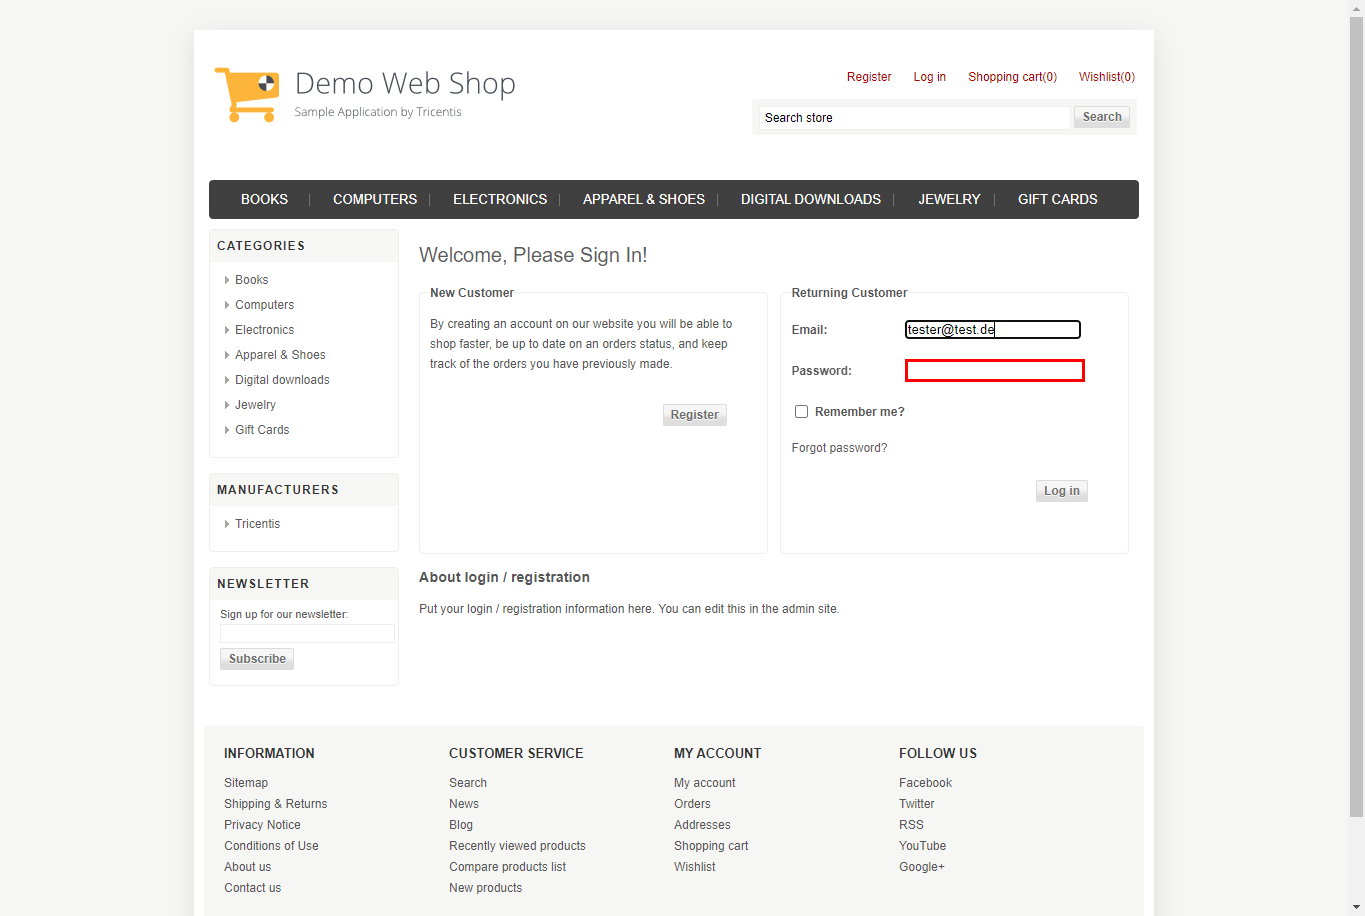 Demo Web Shop
Sample Application by Tricentis
Register Log in Shopping cart(0) Wishlist(0)
Search store Search
BOOKS COMPUTERS ELECTRONICS APPAREL & SHOES DIGITAL DOWNLOADS JEWELRY GIFT CARDS
CATEGORIES
Books
Computers
Electronics
Apparel & Shoes
Digital downloads
Jewelry
Gift Cards
MANUFACTURERS
Tricentis
NEWSLETTER
Sign up for our newsletter:
Subscribe
Welcome, Please Sign In!
New Customer
By creating an account on our website you will be able to
shop faster, be up to date on an orders status, and keep
track of the orders you have previously made.
Register
Returning Customer
Email: tester@test.de
Password:
Remember me?
Forgot password?
Log in
About login / registration
Put your login / registration information here. You can edit this in the admin site.
INFORMATION
Sitemap
Shipping & Returns
Privacy Notice
Conditions of Use
About us
Contact us
CUSTOMER SERVICE
Search
News
Blog
Recently viewed products
Compare products list
New products
MY ACCOUNT
My account
Orders
Addresses
Shopping cart
Wishlist
FOLLOW US
Facebook
Twitter
RSS
YouTube
Google+